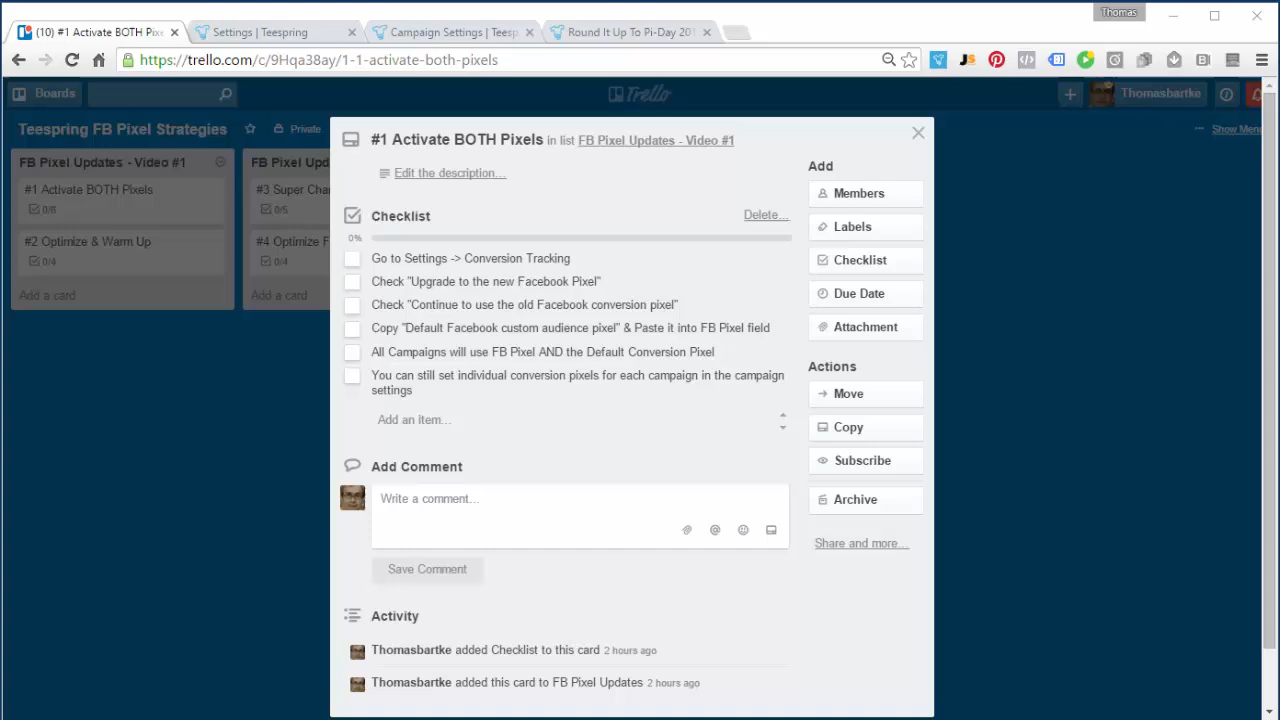 Thomas
(10) #1 Activate BOTH Pix
Settings | Teespring
Campaign Settings | Teesp
Round It Up To Pi-Day 201
https://trello.com/c/9Hqa38ay/1-1-activate-both-pixels
Boards
Trello
Thomasbartke
Teespring FB Pixel Strategies
Private
Show Menu
FB Pixel Updates - Video #1
#1 Activate BOTH Pixels
0/6
#2 Optimize & Warm Up
0/4
Add a card
FB Pixel Upd
#3 Super Cha
0/5
#4 Optimize F
0/4
Add a card
#1 Activate BOTH Pixels in list FB Pixel Updates - Video #1
Edit the description...
Checklist
Delete...
0%
Go to Settings -> Conversion Tracking
Check "Upgrade to the new Facebook Pixel"
Check "Continue to use the old Facebook conversion pixel"
Copy "Default Facebook custom audience pixel" & Paste it into FB Pixel field
All Campaigns will use FB Pixel AND the Default Conversion Pixel
You can still set individual conversion pixels for each campaign in the campaign
settings
Add an item...
Add Comment
Write a comment...
Save Comment
Activity
Thomasbartke added Checklist to this card 2 hours ago
Thomasbartke added this card to FB Pixel Updates 2 hours ago
Add
Members
Labels
Checklist
Due Date
Attachment
Actions
Move
Copy
Subscribe
Archive
Share and more...